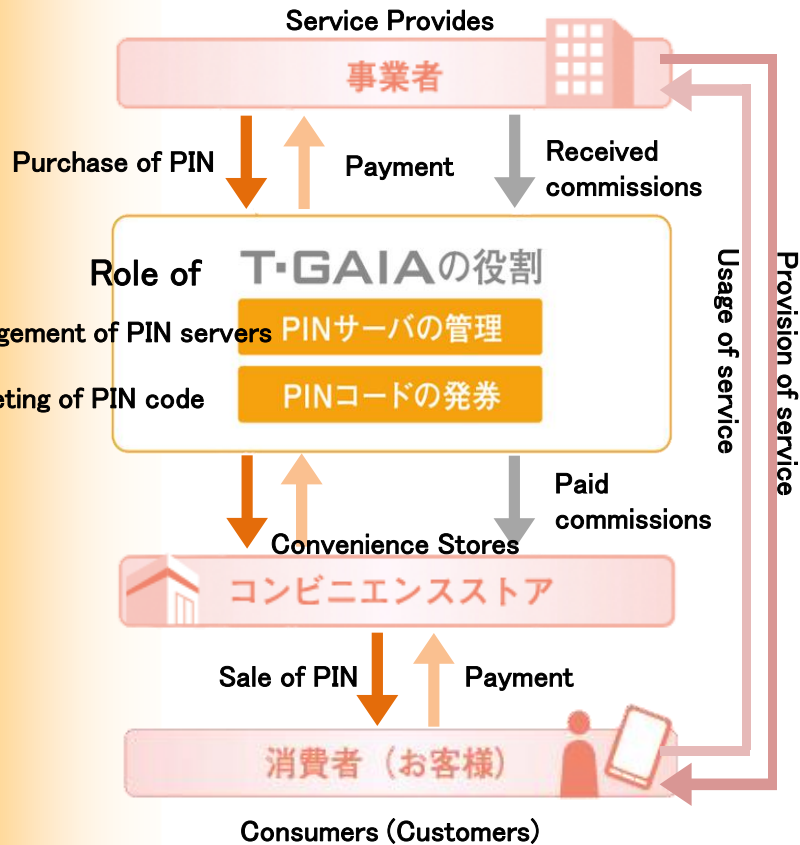 Service Provides
事業者
Purchase of PIN
Payment
Received
commissions
Role of
T·GAIAの役割
gement of PIN servers
PINサーバの管理
eting of PIN code
PINコードの発券
Usage of service
Provision of service
Paid
commissions
Convenience Stores
コンビニエンスストア
Sale of PIN
Payment
消費者（お客様）
Consumers (Customers)